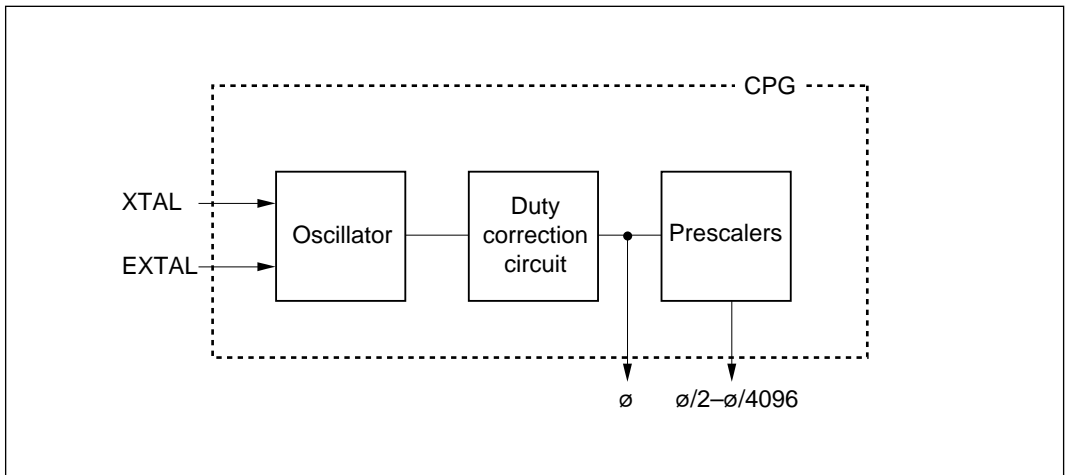 CPG
XTAL
EXTAL
Oscillator
Duty
correction
circuit
Prescalers
ø
ø/2–ø/4096